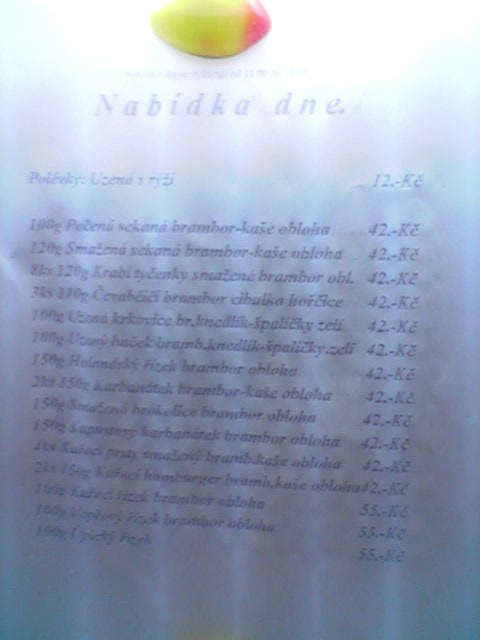 Nabídka dne.
Polévky: Uzená s rýží 12.-Kč
100g Pečená sekaná brambor-kaše obloha 42.-Kč
120g Smažená sekaná brambor-kaše obloha 42.-Kč
8ks 120g Krabí tyčenky smažené brambor obl. 42.-Kč
3ks 110g Čevabčiči brambor cibulka hořčice 42.-Kč
100g Uzená krkovice br.knedlík-špalíčky zelí 42.-Kč
100g Uzený bůček bramb.knedlík-špalíčky.zelí 42.-Kč
150g Holandský řízek brambor obloha 42.-Kč
2ks 150g Karbanátek brambor-kaše obloha 42.-Kč
150g Smažená brokolice brambor obloha 42.-Kč
150g karbanátek brambor obloha 42.-Kč
4ks Kuřecí prsty smažený bramb.kaše obloha 42.-Kč
2ks 150g Kuřecí hamburger bramb.kaše obloha 42.-Kč
100g Kuřecí řízek brambor obloha 55.-Kč
100g Vepřový řízek brambor obloha 55.-Kč
100g řízek 55.-Kč